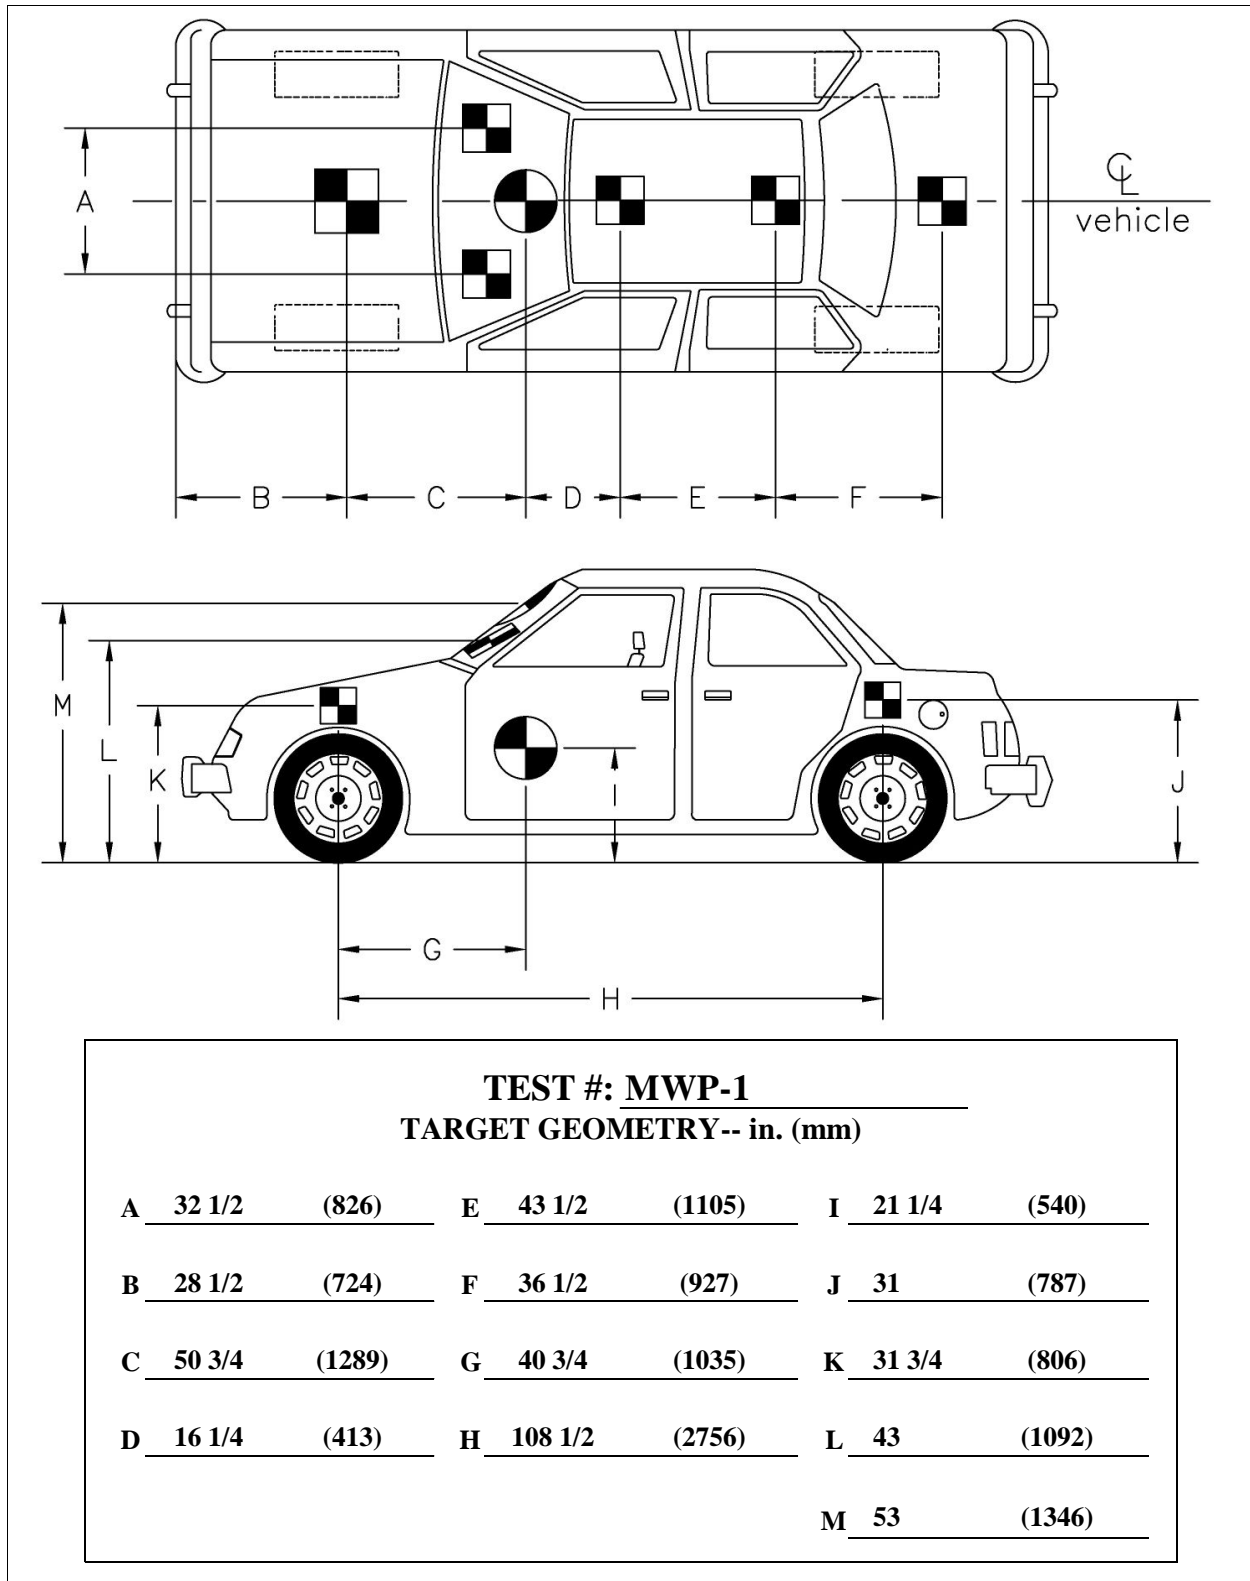 A
C
L
vehicle
B C D E F
M
L
K
J
G
H
TEST #: MWP-1
TARGET GEOMETRY-- in. (mm)
A 32 1/2 (826) E 43 1/2 (1105) I 21 1/4 (540)
B 28 1/2 (724) F 36 1/2 (927) J 31 (787)
C 50 3/4 (1289) G 40 3/4 (1035) K 31 3/4 (806)
D 16 1/4 (413) H 108 1/2 (2756) L 43 (1092)
M 53 (1346)